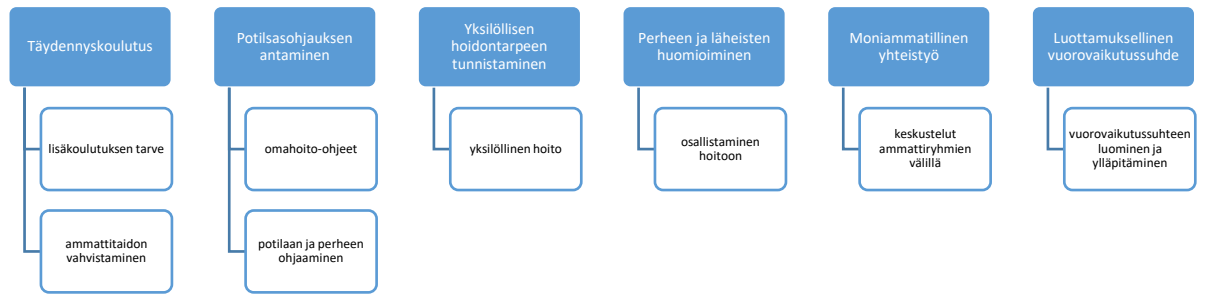 Täydennyskoulutus
lisäkoulutuksen tarve
ammattitaidon
vahvistaminen
Potilsasohjauksen
antaminen
omahoito-ohjeet
potilaan ja perheen
ohjaaminen
Yksilöllisen
hoidontarpeen
tunnistaminen
yksilöllinen hoito
Perheen ja läheisten
huomioiminen
osallistaminen
hoitoon
Moniammatillinen
yhteistyö
keskustelut
ammattiryhmien
välillä
Luottamuksellinen
vuorovaikutussuhde
vuorovaikutussuhteen
luominen ja
ylläpitäminen